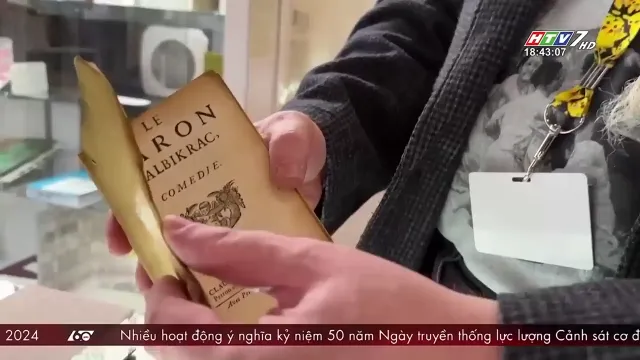 HTV7 HD
18:43:07
LE
ARON
ALBIKRAC,
COMEDIE.
2024 60 Nhiều hoạt động ý nghĩa kỷ niệm 50 năm Ngày truyền thống lực lượng Cảnh sát cơ đ